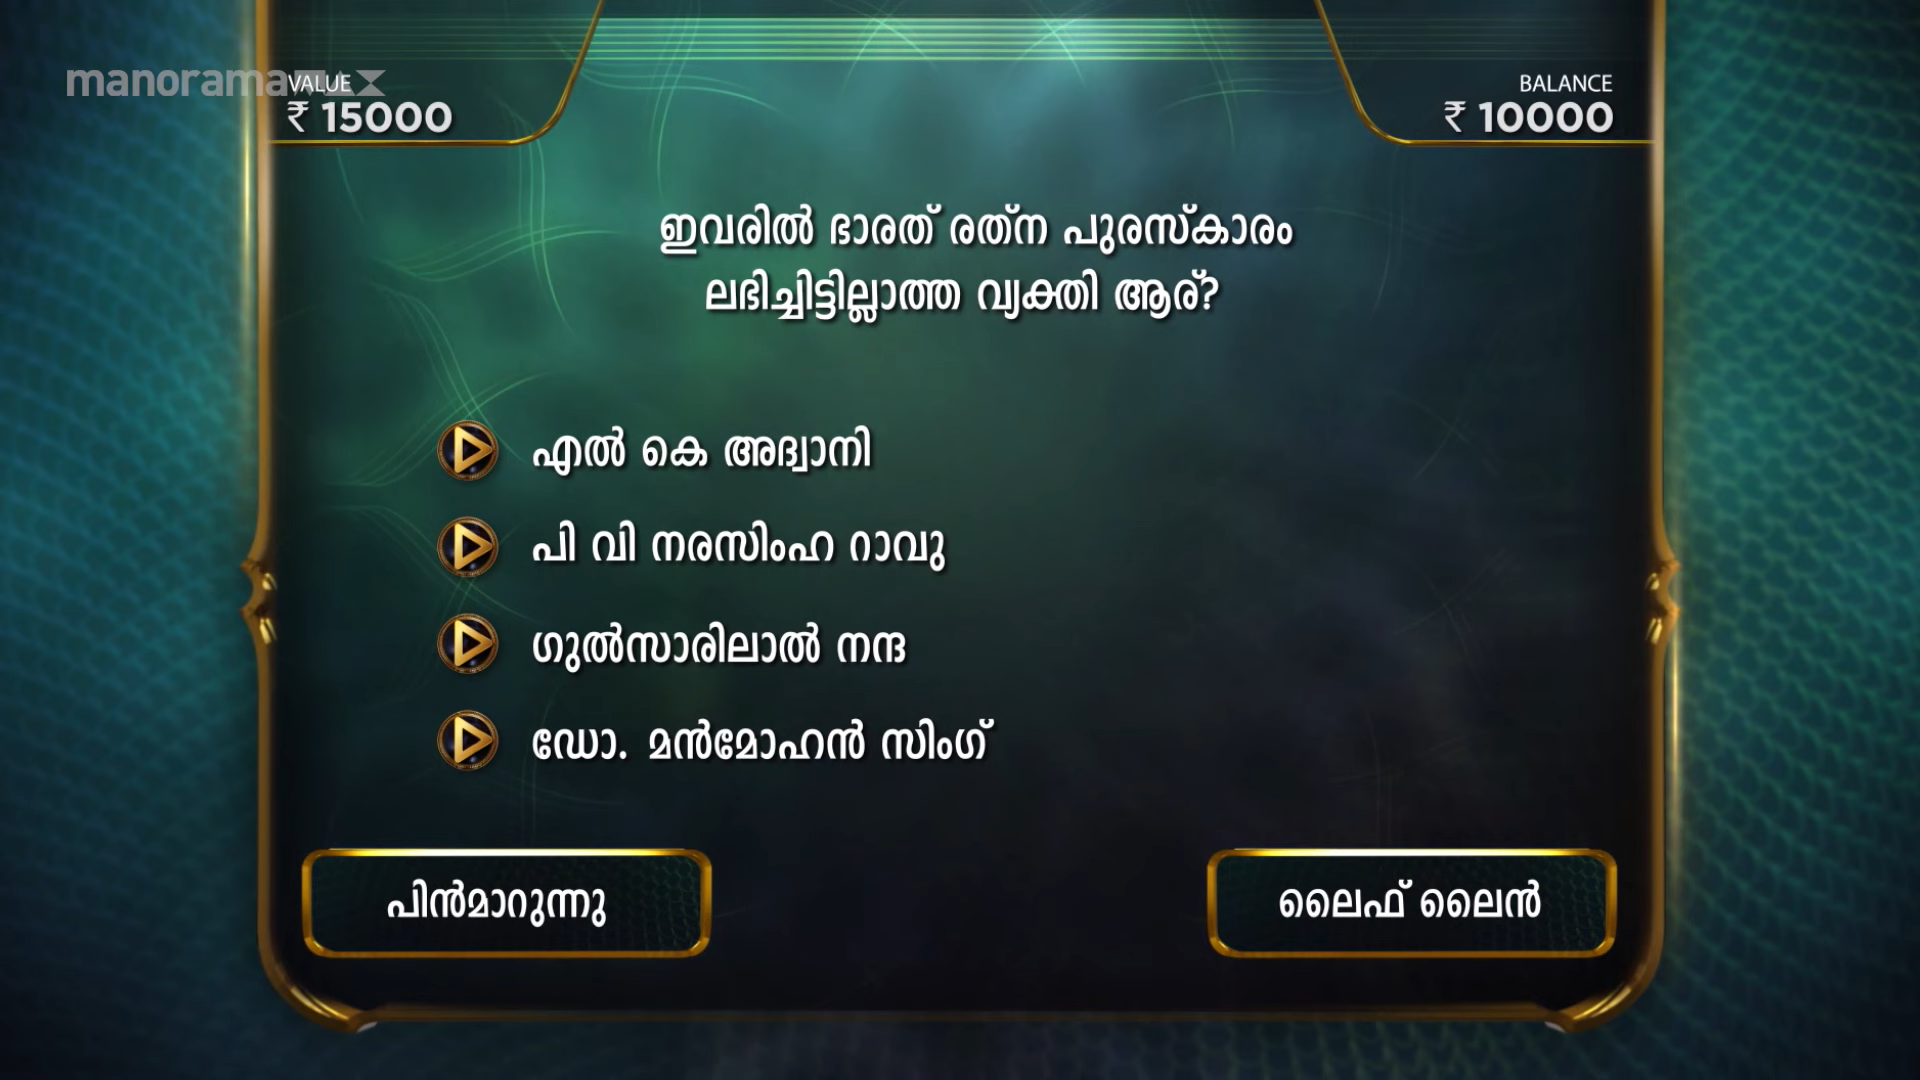 manoramaMAX
VALUE
₹ 15000
BALANCE
₹ 10000
ഇവരിൽ ഭാരത് രത്ന പുരസ്കാരം
ലഭിച്ചിട്ടില്ലാത്ത വ്യക്തി ആര്?
എൽ കെ അദ്വാനി
പി വി നരസിംഹ റാവു
ഗുൽസാരിലാൽ നന്ദ
ഡോ. മൻമോഹൻ സിംഗ്
പിൻമാറുന്നു
ലൈഫ് ലൈൻ